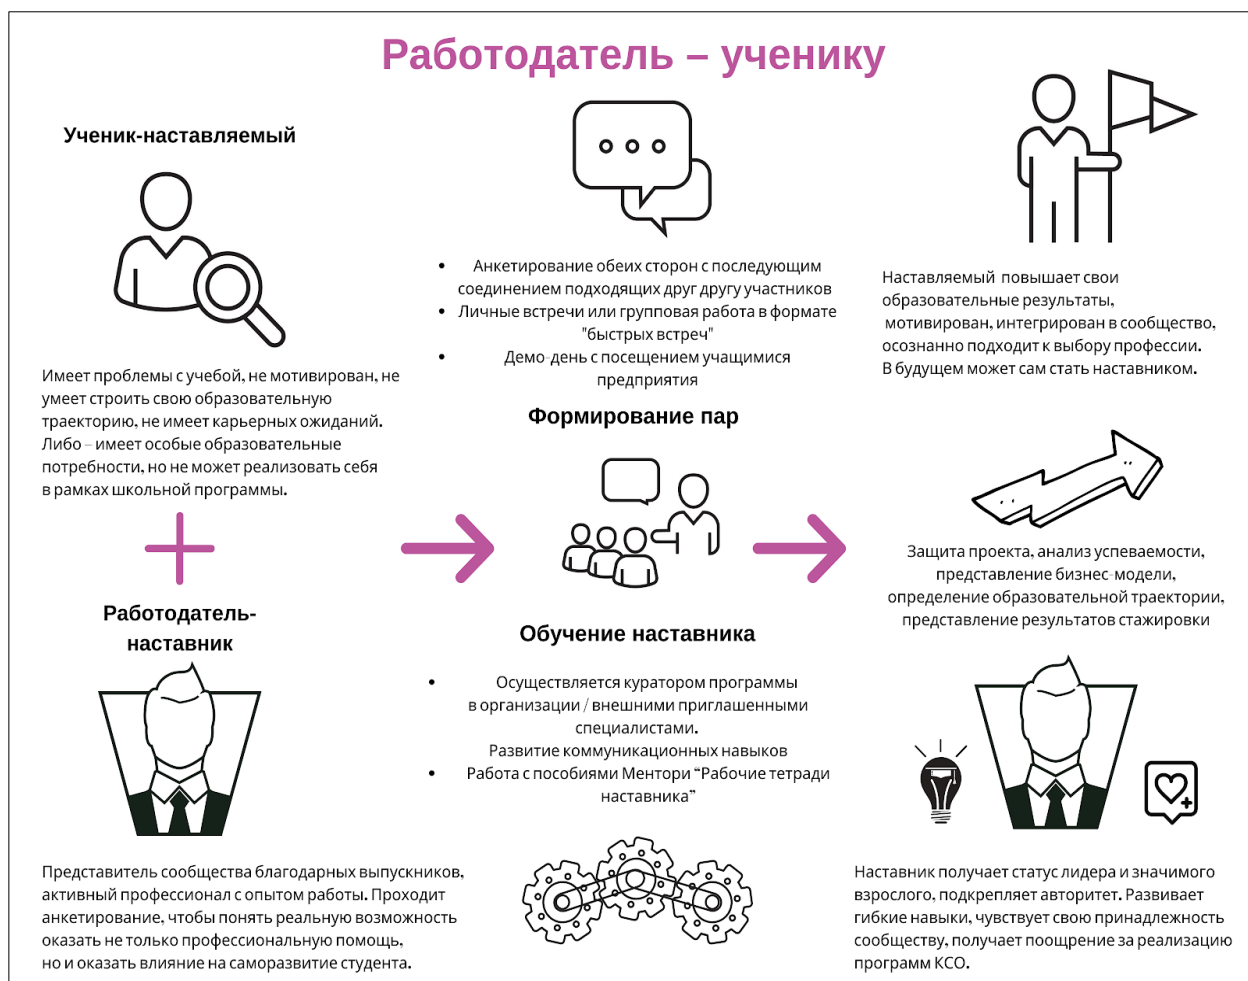 Работодатель – ученику
Ученик-наставляемый
Имеет проблемы с учебой, не мотивирован, не
умеет строить свою образовательную
траекторию, не имеет карьерных ожиданий.
Либо – имеет особые образовательные
потребности, но не может реализовать себя
в рамках школьной программы.
Работодатель-
наставник
Представитель сообщества благодарных выпускников,
активный профессионал с опытом работы. Проходит
анкетирование, чтобы понять реальную возможность
оказать не только профессиональную помощь,
но и оказать влияние на саморазвитие студента.
• Анкетирование обеих сторон с последующим
соединением подходящих друг другу участников
• Личные встречи или групповая работа в формате
"быстрых встреч"
• Демо-день с посещением учащимися
предприятия
Формирование пар
Обучение наставника
• Осуществляется куратором программы
в организации / внешними приглашенными
специалистами.
Развитие коммуникационных навыков
• Работа с пособиями Ментори “Рабочие тетради
наставника”
Наставляемый повышает свои
образовательные результаты,
мотивирован, интегрирован в сообщество,
осознанно подходит к выбору профессии.
В будущем может сам стать наставником.
Защита проекта, анализ успеваемости,
представление бизнес-модели,
определение образовательной траектории,
представление результатов стажировки
Наставник получает статус лидера и значимого
взрослого, подкрепляет авторитет. Развивает
гибкие навыки, чувствует свою принадлежность
сообществу, получает поощрение за реализацию
программ КСО.